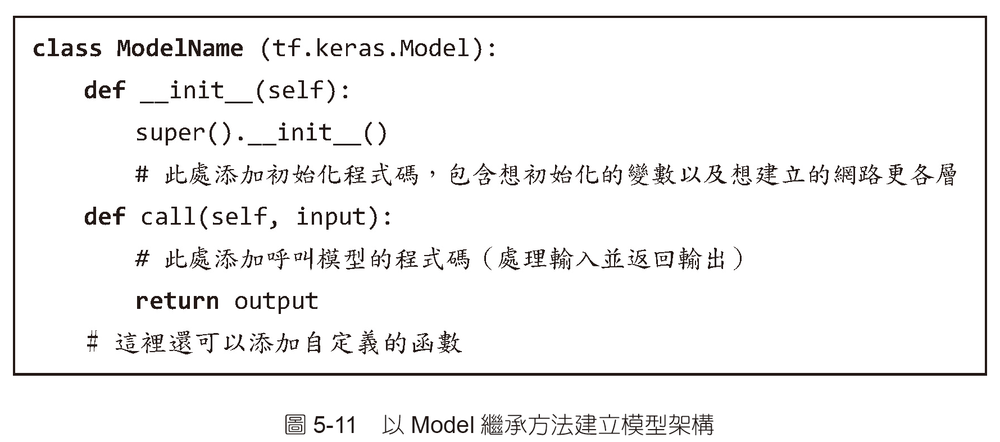 class ModelName (tf.keras.Model):
def __init__(self):
super().__init__()
# 此處添加初始化程式碼，包含想初始化的變數以及想建立的網路更各層
def call(self, input):
# 此處添加呼叫模型的程式碼（處理輸入並返回輸出）
return output
# 這裡還可以添加自定義的函數
圖 5-11　以 Model 繼承方法建立模型架構